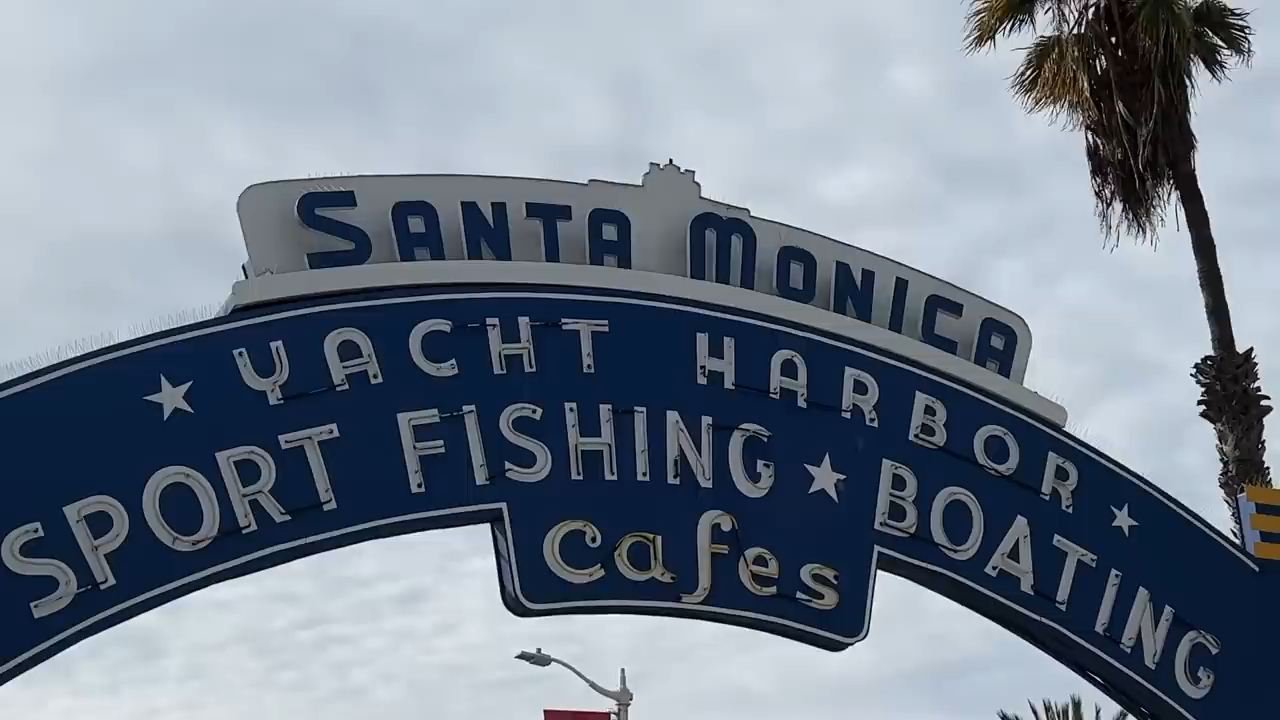 SANTA MONICA
★ YACHT HARBOR ★
SPORT FISHING ★ BOATING
cafes